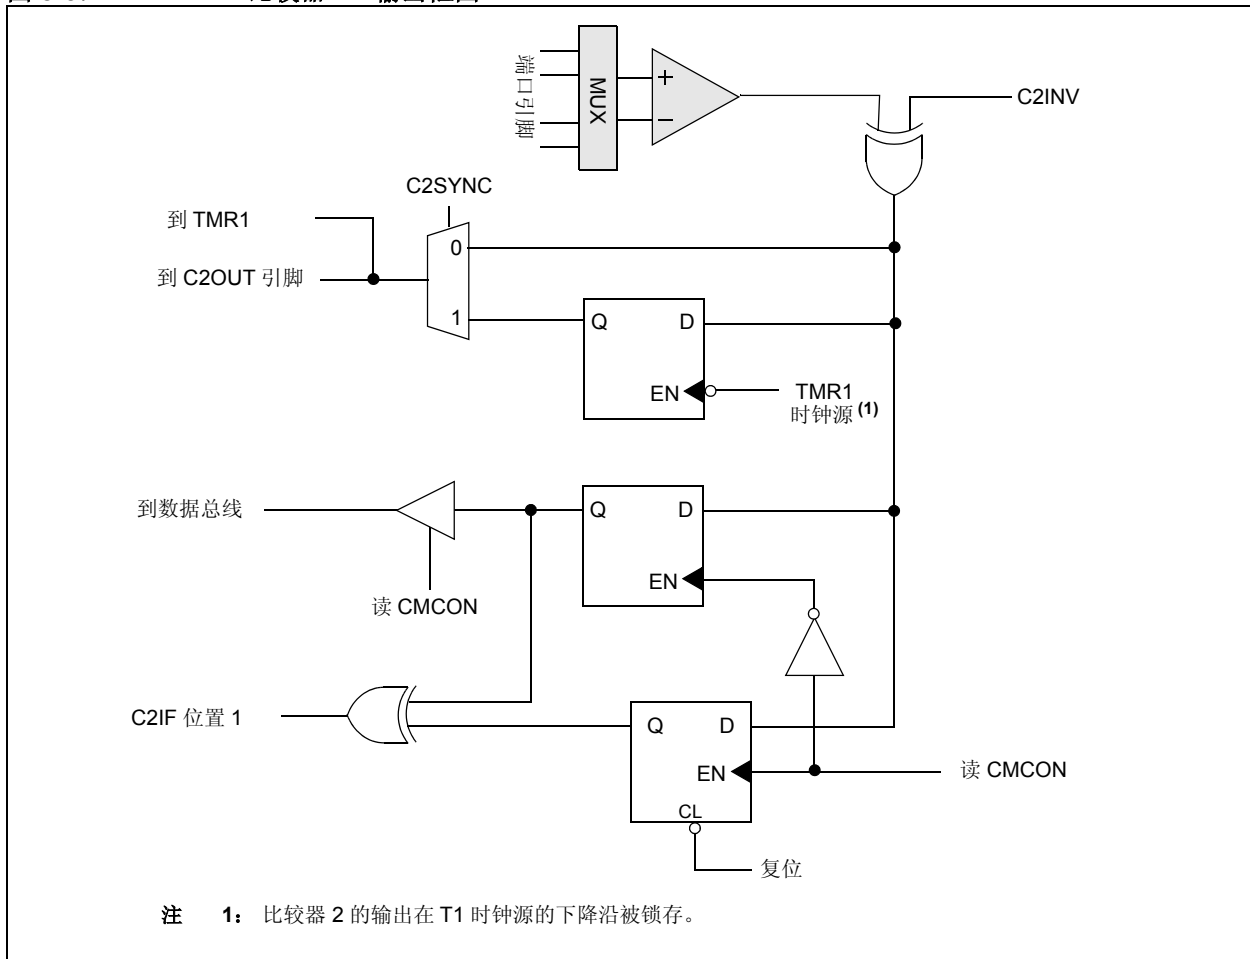 端口引脚
MUX
+
−
C2INV
C2SYNC
到 TMR1
0
到 C2OUT 引脚
1
Q
D
EN
TMR1
时钟源 (1)
到数据总线
Q
D
EN
读 CMCON
C2IF 位置 1
Q
D
EN
读 CMCON
CL
复位
注 1: 比较器 2 的输出在 T1 时钟源的下降沿被锁存。